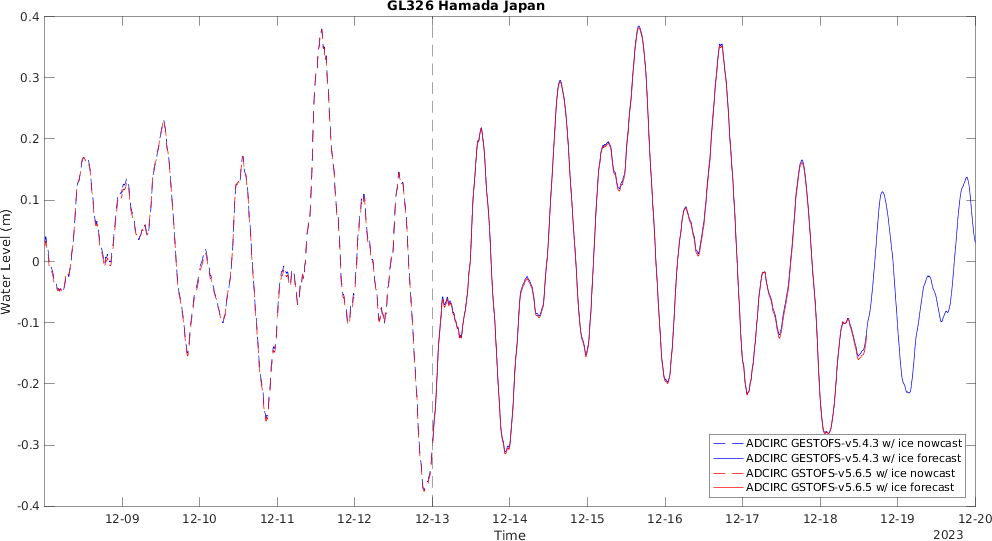 GL326 Hamada Japan
0.4
0.3
0.2
0.1
0
-0.1
-0.2
-0.3
-0.4
Water Level (m)
ADCIRC GESTOFS-v5.4.3 w/ ice nowcast
ADCIRC GESTOFS-v5.4.3 w/ ice forecast
ADCIRC GSTOFS-v5.6.5 w/ ice nowcast
ADCIRC GSTOFS-v5.6.5 w/ ice forecast
12-09 12-10 12-11 12-12 12-13 12-14 12-15 12-16 12-17 12-18 12-19 12-20
Time
2023